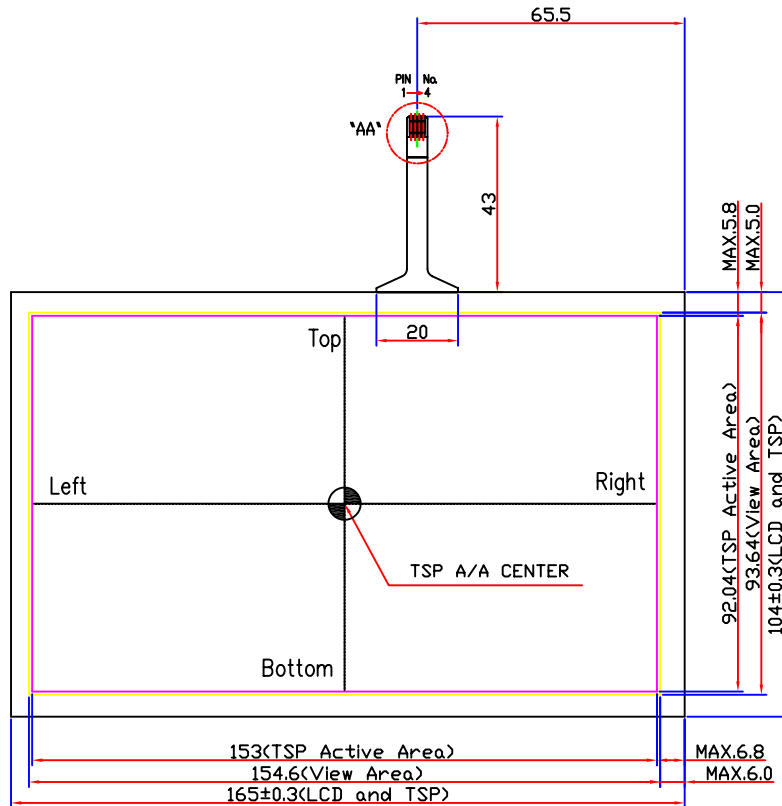 65.5
PIN No.
1 4
"AA"
43
MAX.5.8
MAX.5.0
20
Top
Left
Right
TSP A/A CENTER
Bottom
92.04(TSP Active Area)
93.64(View Area)
104±0.3(LCD and TSP)
153(TSP Active Area)
MAX.6.8
154.6(View Area)
MAX.6.0
165±0.3(LCD and TSP)